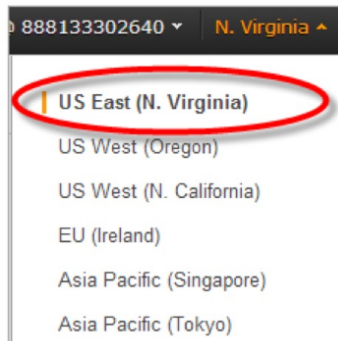 888133302640 N. Virginia
US East (N. Virginia)
US West (Oregon)
US West (N. California)
EU (Ireland)
Asia Pacific (Singapore)
Asia Pacific (Tokyo)